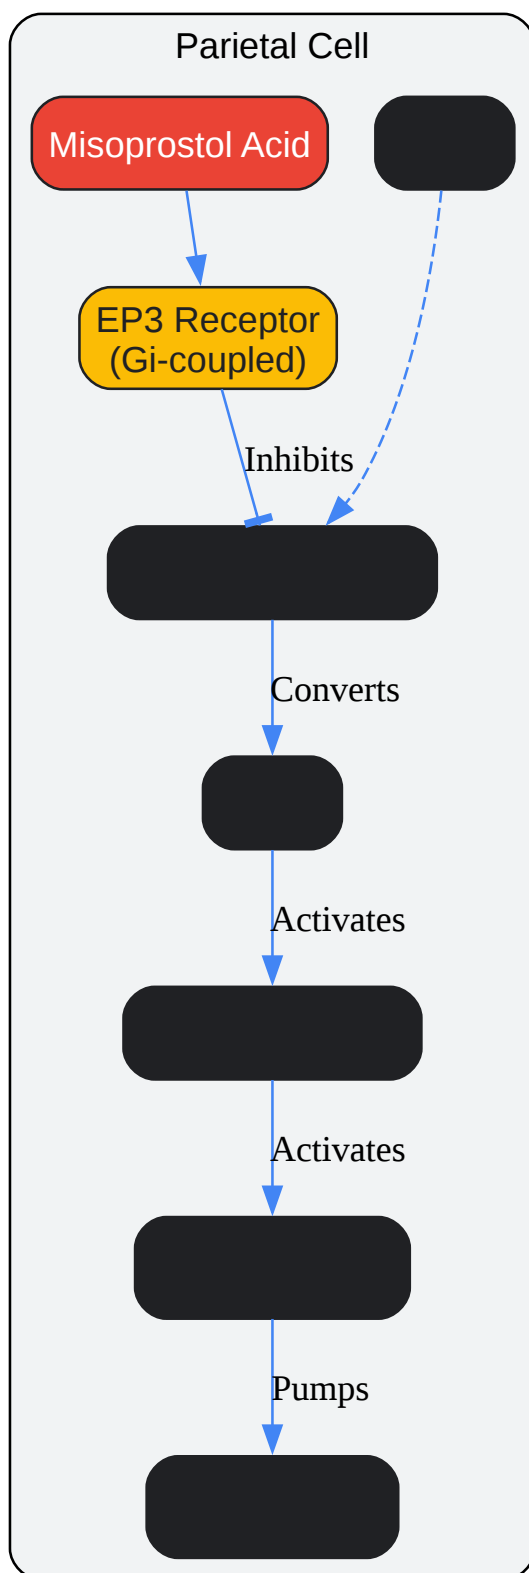 Parietal Cell
Misoprostol Acid
EP3 Receptor
(Gi-coupled)
Inhibits
Converts
Activates
Activates
Pumps